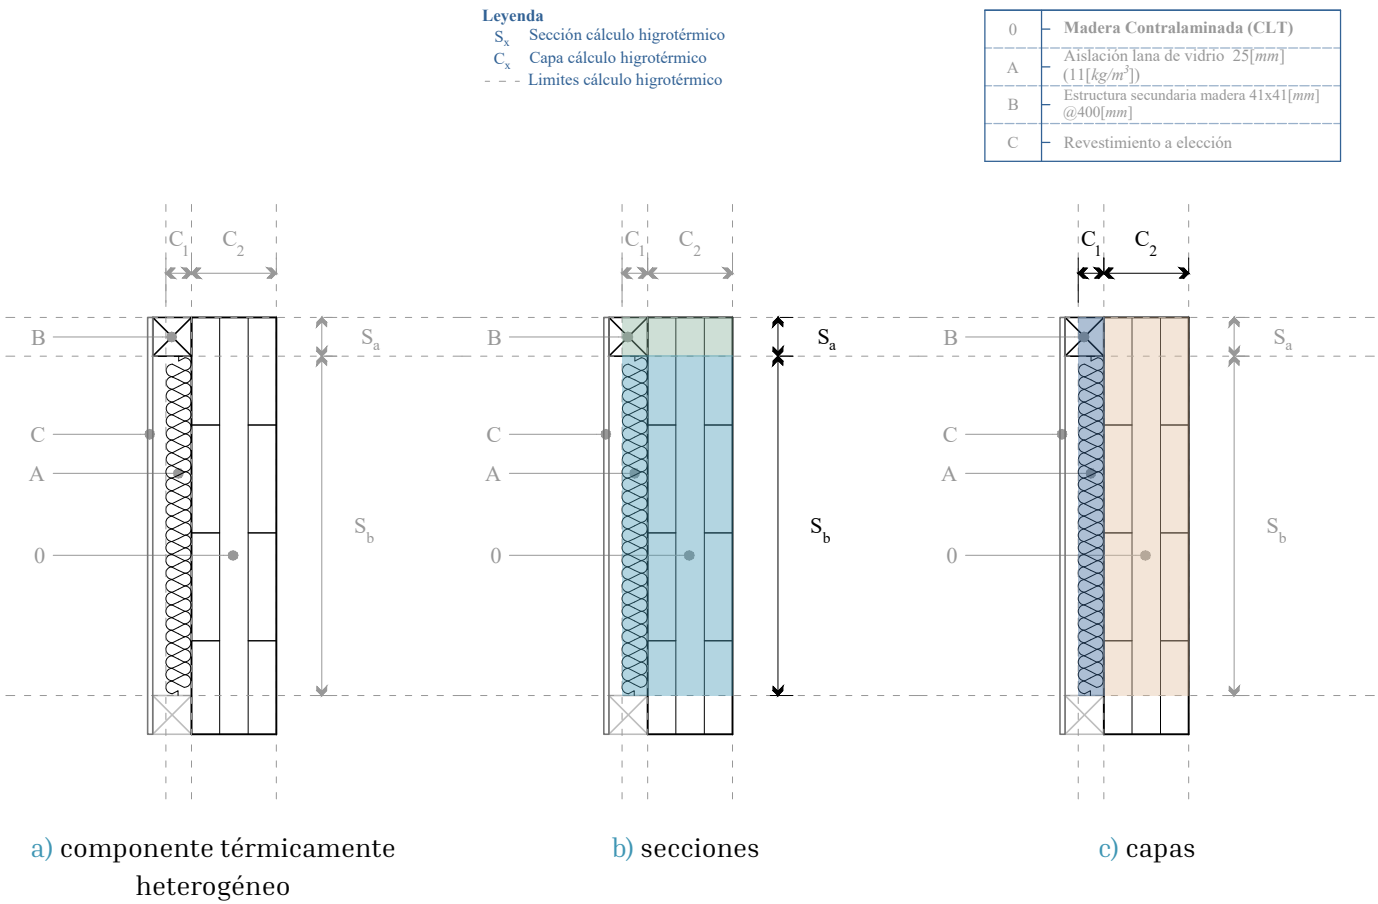 Leyenda
Sx Sección cálculo higrotérmico
Cx Capa cálculo higrotérmico
Limites cálculo higrotérmico
0 Madera Contralaminada (CLT)
A Aislación lana de vidrio 25[mm]
(11[kg/m³])
B Estructura secundaria madera 41x41[mm]
@400[mm]
C Revestimiento a elección
C1 C2
B
Sa
C
A
Sb
0
C1 C2
B
Sa
C
A
Sb
0
C1 C2
B
Sa
C
A
Sb
0
a) componente térmicamente
heterogéneo
b) secciones
c) capas